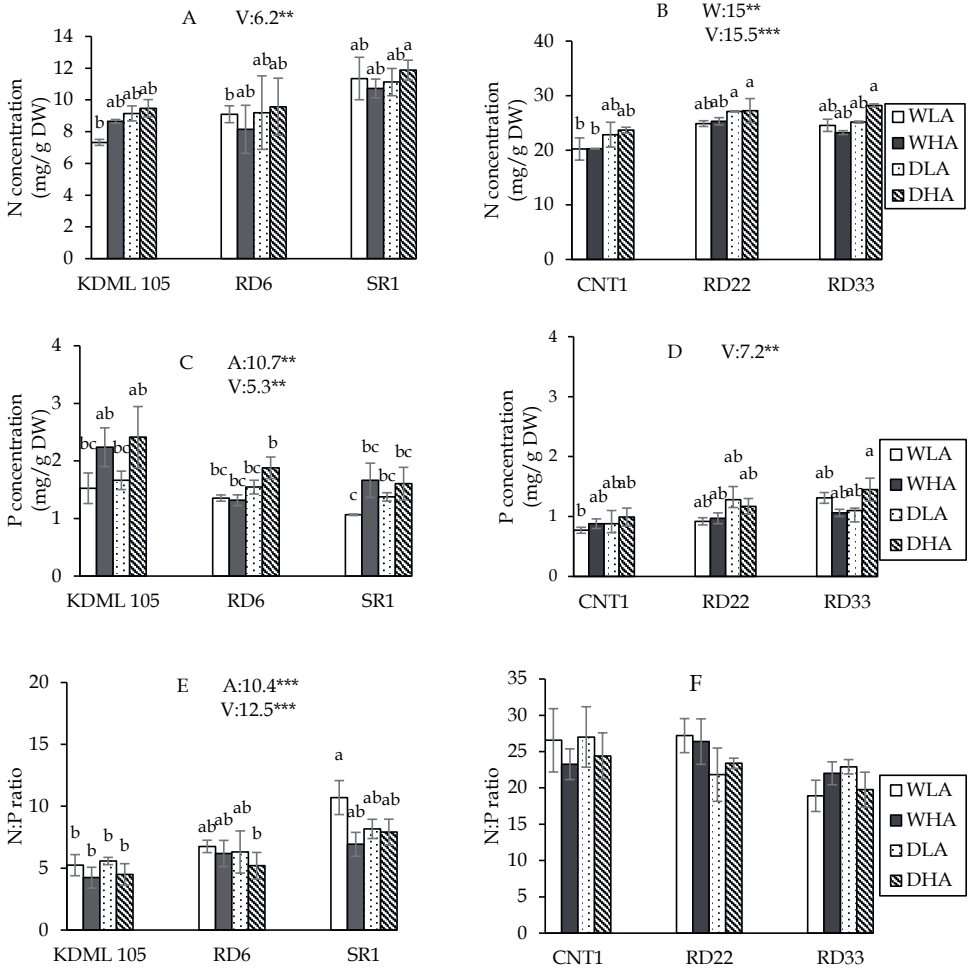 A V:6.2**
N concentration
(mg/g DW)
14
12
10
8
6
4
2
0
b ab ab ab
b ab ab ab
ab ab ab a
KDML 105 RD6 SR1
B W:15**
V:15.5***
N concentration
(mg/g DW)
40
30
20
10
0
b b ab ab
ab ab a a
ab ab ab a
CNT1 RD22 RD33
WLA
WHA
DLA
DHA
C A:10.7**
V:5.3**
P concentration
(mg/g DW)
4
3
2
1
0
bc ab bc ab
bc bc bc b
c bc bc bc
KDML 105 RD6 SR1
D V:7.2**
P concentration
(mg/g DW)
4
3
2
1
0
b ab ab ab
ab ab ab ab
ab ab ab a
CNT1 RD22 RD33
WLA
WHA
DLA
DHA
E A:10.4***
V:12.5***
N:P ratio
20
15
10
5
0
b b b b
ab ab ab b
a ab ab ab
KDML 105 RD6 SR1
F
N:P ratio
35
30
25
20
15
10
5
0
CNT1 RD22 RD33
WLA
WHA
DLA
DHA